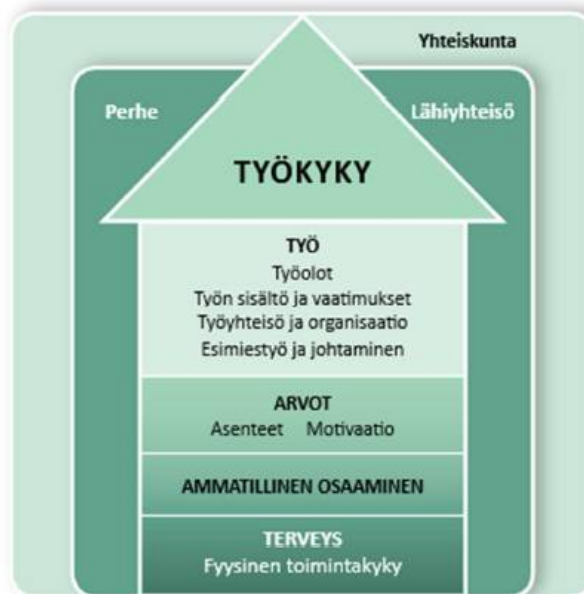 Yhteiskunta
Perhe
Lähiyhteisö
TYÖKYKY
TYÖ
Työolot
Työn sisältö ja vaatimukset
Työyhteisö ja organisaatio
Esimiestyö ja johtaminen
ARVOT
Asenteet Motivaatio
AMMATILLINEN OSAAMINEN
TERVEYS
Fyysinen toimintakyky